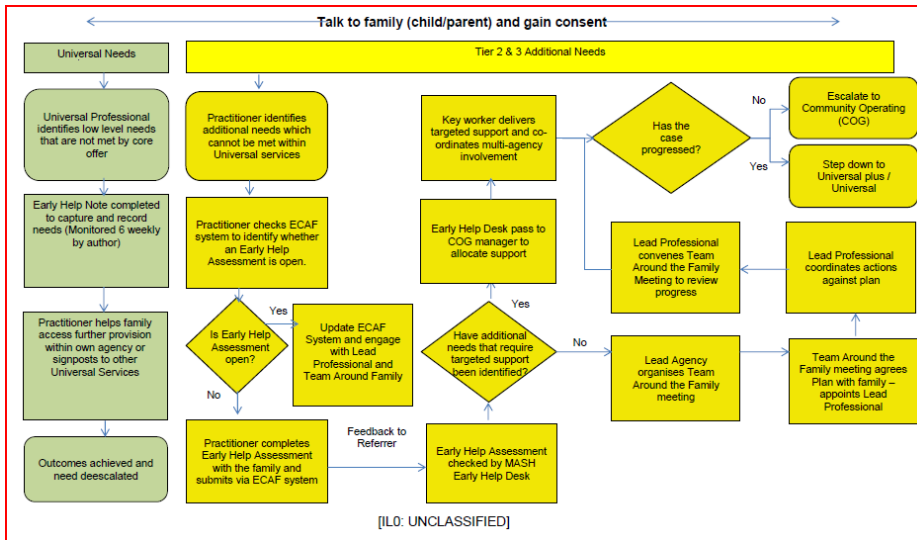 Talk to family (child/parent) and gain consent
Universal Needs
Tier 2 & 3 Additional Needs
Universal Professional
identifies low level needs
that are not met by core
offer
Early Help Note completed
to capture and record
needs (Monitored 6 weekly
by author)
Practitioner helps family
access further provision
within own agency or
signposts to other
Universal Services
Outcomes achieved and
need deescalated
Practitioner identifies
additional needs which
cannot be met within
Universal services
Practitioner checks ECAF
system to identify whether
an Early Help
Assessment is open.
Is Early Help
Assessment
open?
Yes
Update ECAF
System and engage
with Lead
Professional and
Team Around Family
No
Practitioner completes
Early Help Assessment
with the family and
submits via ECAF system
Feedback to
Referrer
Early Help Assessment
checked by MASH
Early Help Desk
Have additional
needs that require
targeted support
been identified?
Yes
Early Help Desk pass to
COG manager to
allocate support
Key worker delivers
targeted support and co-
ordinates multi-agency
involvement
No
Lead Agency
organises Team
Around the Family
meeting
Team Around the
Family meeting agrees
Plan with family –
appoints Lead
Professional
Lead Professional
coordinates actions
against plan
Lead Professional
convenes Team
Around the Family
Meeting to review
progress
Has the
case
progressed?
No
Escalate to
Community Operating
(COG)
Yes
Step down to
Universal plus /
Universal
[IL0: UNCLASSIFIED]